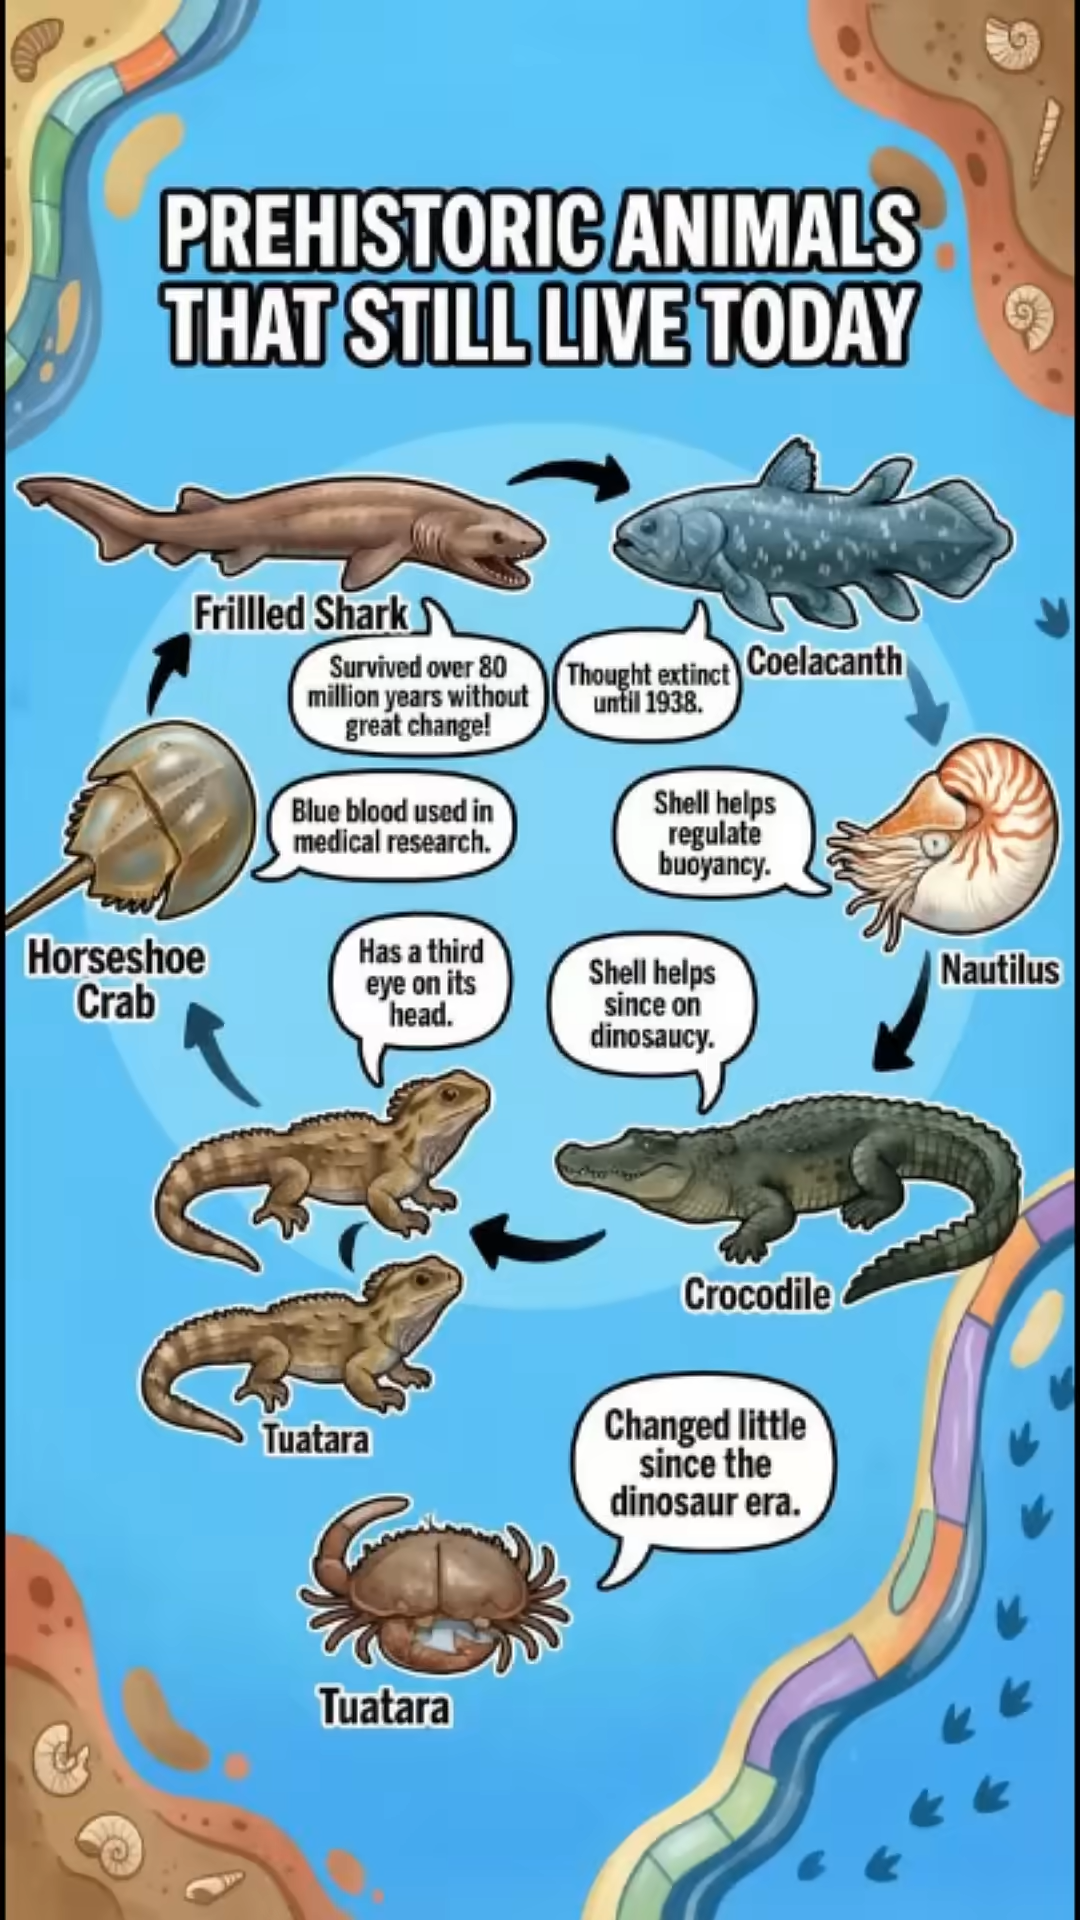 PREHISTORIC ANIMALS
THAT STILL LIVE TODAY
Frillled Shark
Survived over 80
million years without
great change!
Thought extinct
until 1938.
Coelacanth
Blue blood used in
medical research.
Shell helps
regulate
buoyancy.
Horseshoe
Crab
Nautilus
Has a third
eye on its
head.
Shell helps
since on
dinosaucy.
Crocodile
Tuatara
Changed little
since the
dinosaur era.
Tuatara